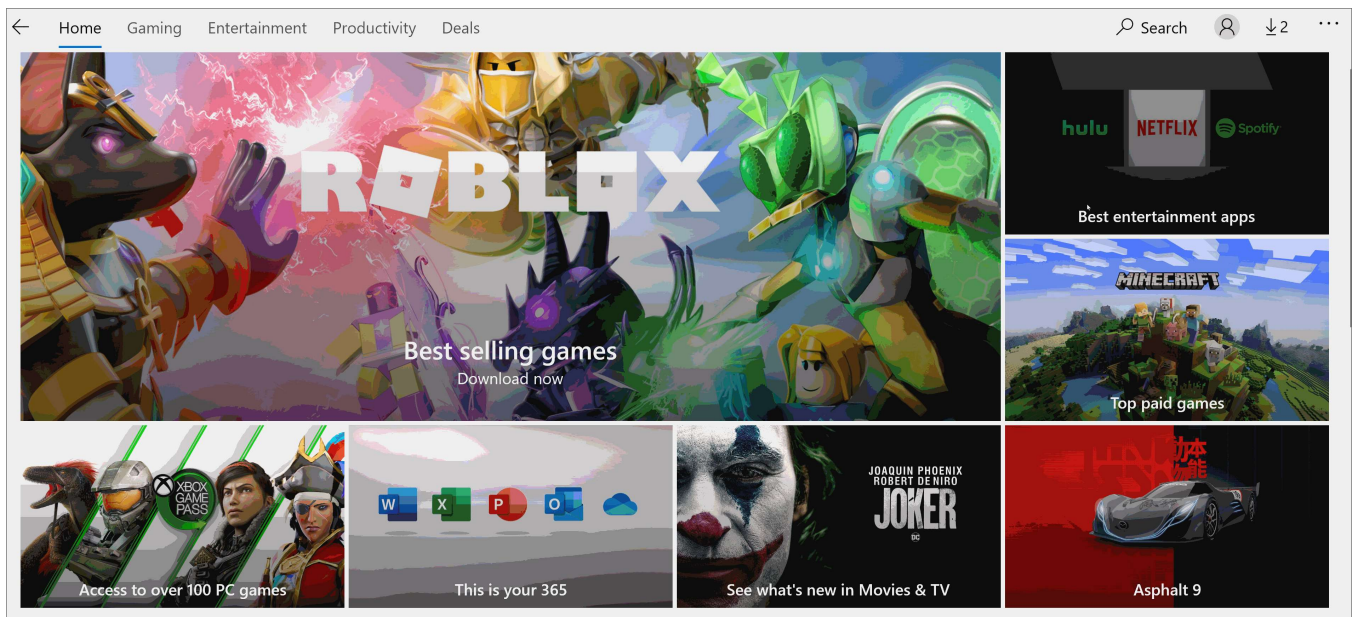 Home Gaming Entertainment Productivity Deals Search 2
ROBLOX
Best selling games
Download now
hulu NETFLIX Spotify
Best entertainment apps
MINECRAFT
Top paid games
XBOX
GAME
PASS
Access to over 100 PC games
W X P O
This is your 365
JOAQUIN PHOENIX
ROBERT DE NIRO
JOKER
DC
See what's new in Movies & TV
Asphalt 9